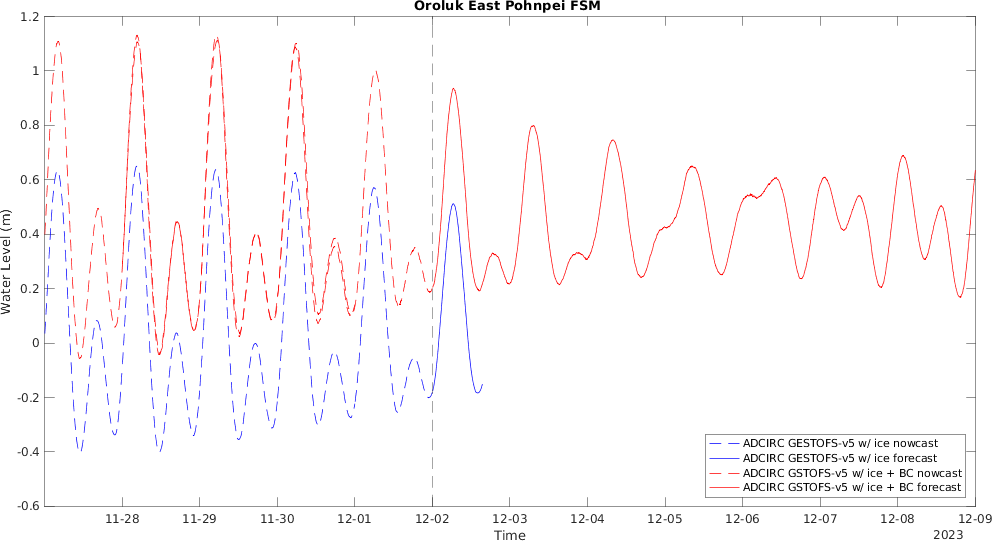 Oroluk East Pohnpei FSM
1.2
1
0.8
0.6
0.4
0.2
0
-0.2
-0.4
-0.6
Water Level (m)
ADCIRC GESTOFS-v5 w/ ice nowcast
ADCIRC GESTOFS-v5 w/ ice forecast
ADCIRC GSTOFS-v5 w/ ice + BC nowcast
ADCIRC GSTOFS-v5 w/ ice + BC forecast
11-28 11-29 11-30 12-01 12-02 12-03 12-04 12-05 12-06 12-07 12-08 12-09
Time
2023